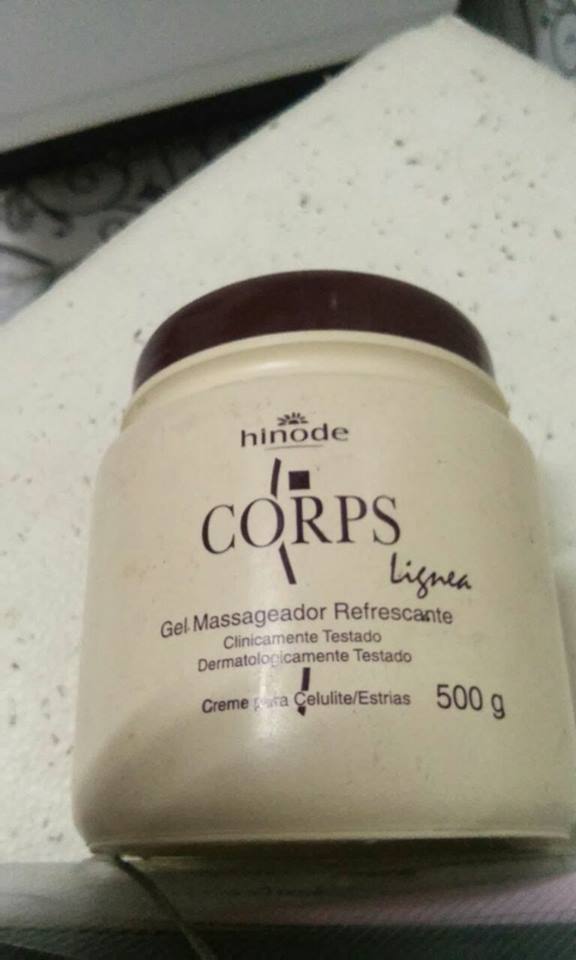 hinode
CORPS
Lignea
Gel Massageador Refrescante
Clinicamente Testado
Dermatologicamente Testado
Creme para Celulite/Estrias 500 g